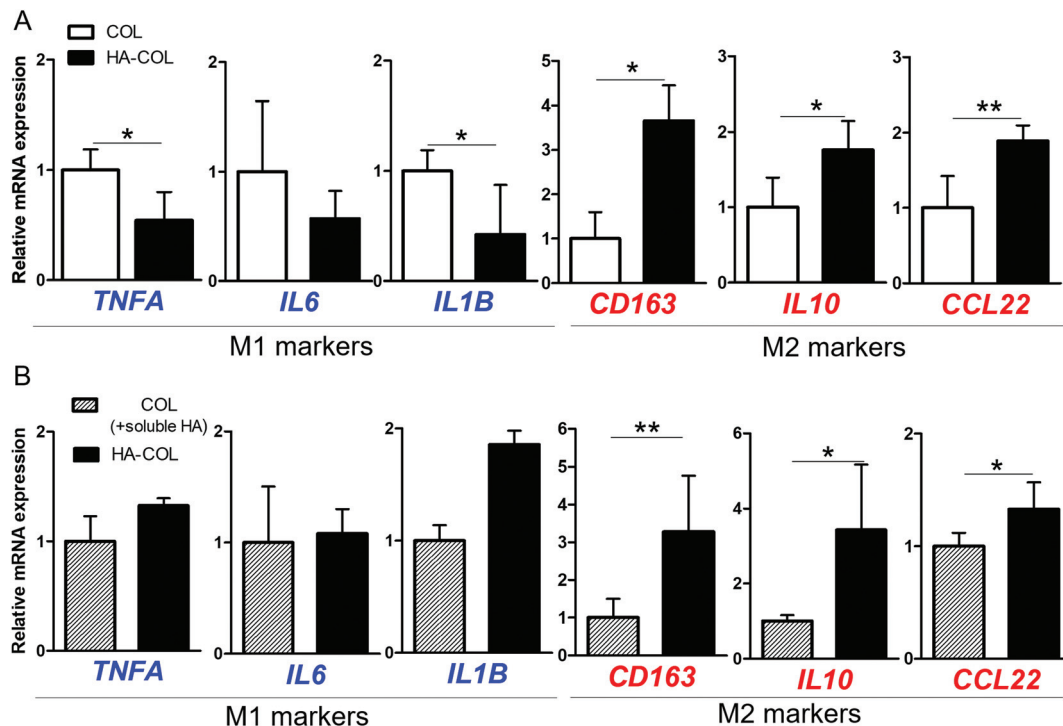 A
COL
HA-COL
Relative mRNA expression
2
1
0
*
TNFA
2
1
0
IL6
2
1
0
*
IL1B
5
4
3
2
1
0
*
CD163
3
2
1
0
*
IL10
3
2
1
0
**
CCL22
M1 markers
M2 markers
B
COL
(+soluble HA)
HA-COL
Relative mRNA expression
2
1
0
TNFA
2
1
0
IL6
2
1
0
IL1B
6
5
4
3
2
1
0
**
CD163
6
4
2
0
*
IL10
2
1
0
*
CCL22
M1 markers
M2 markers